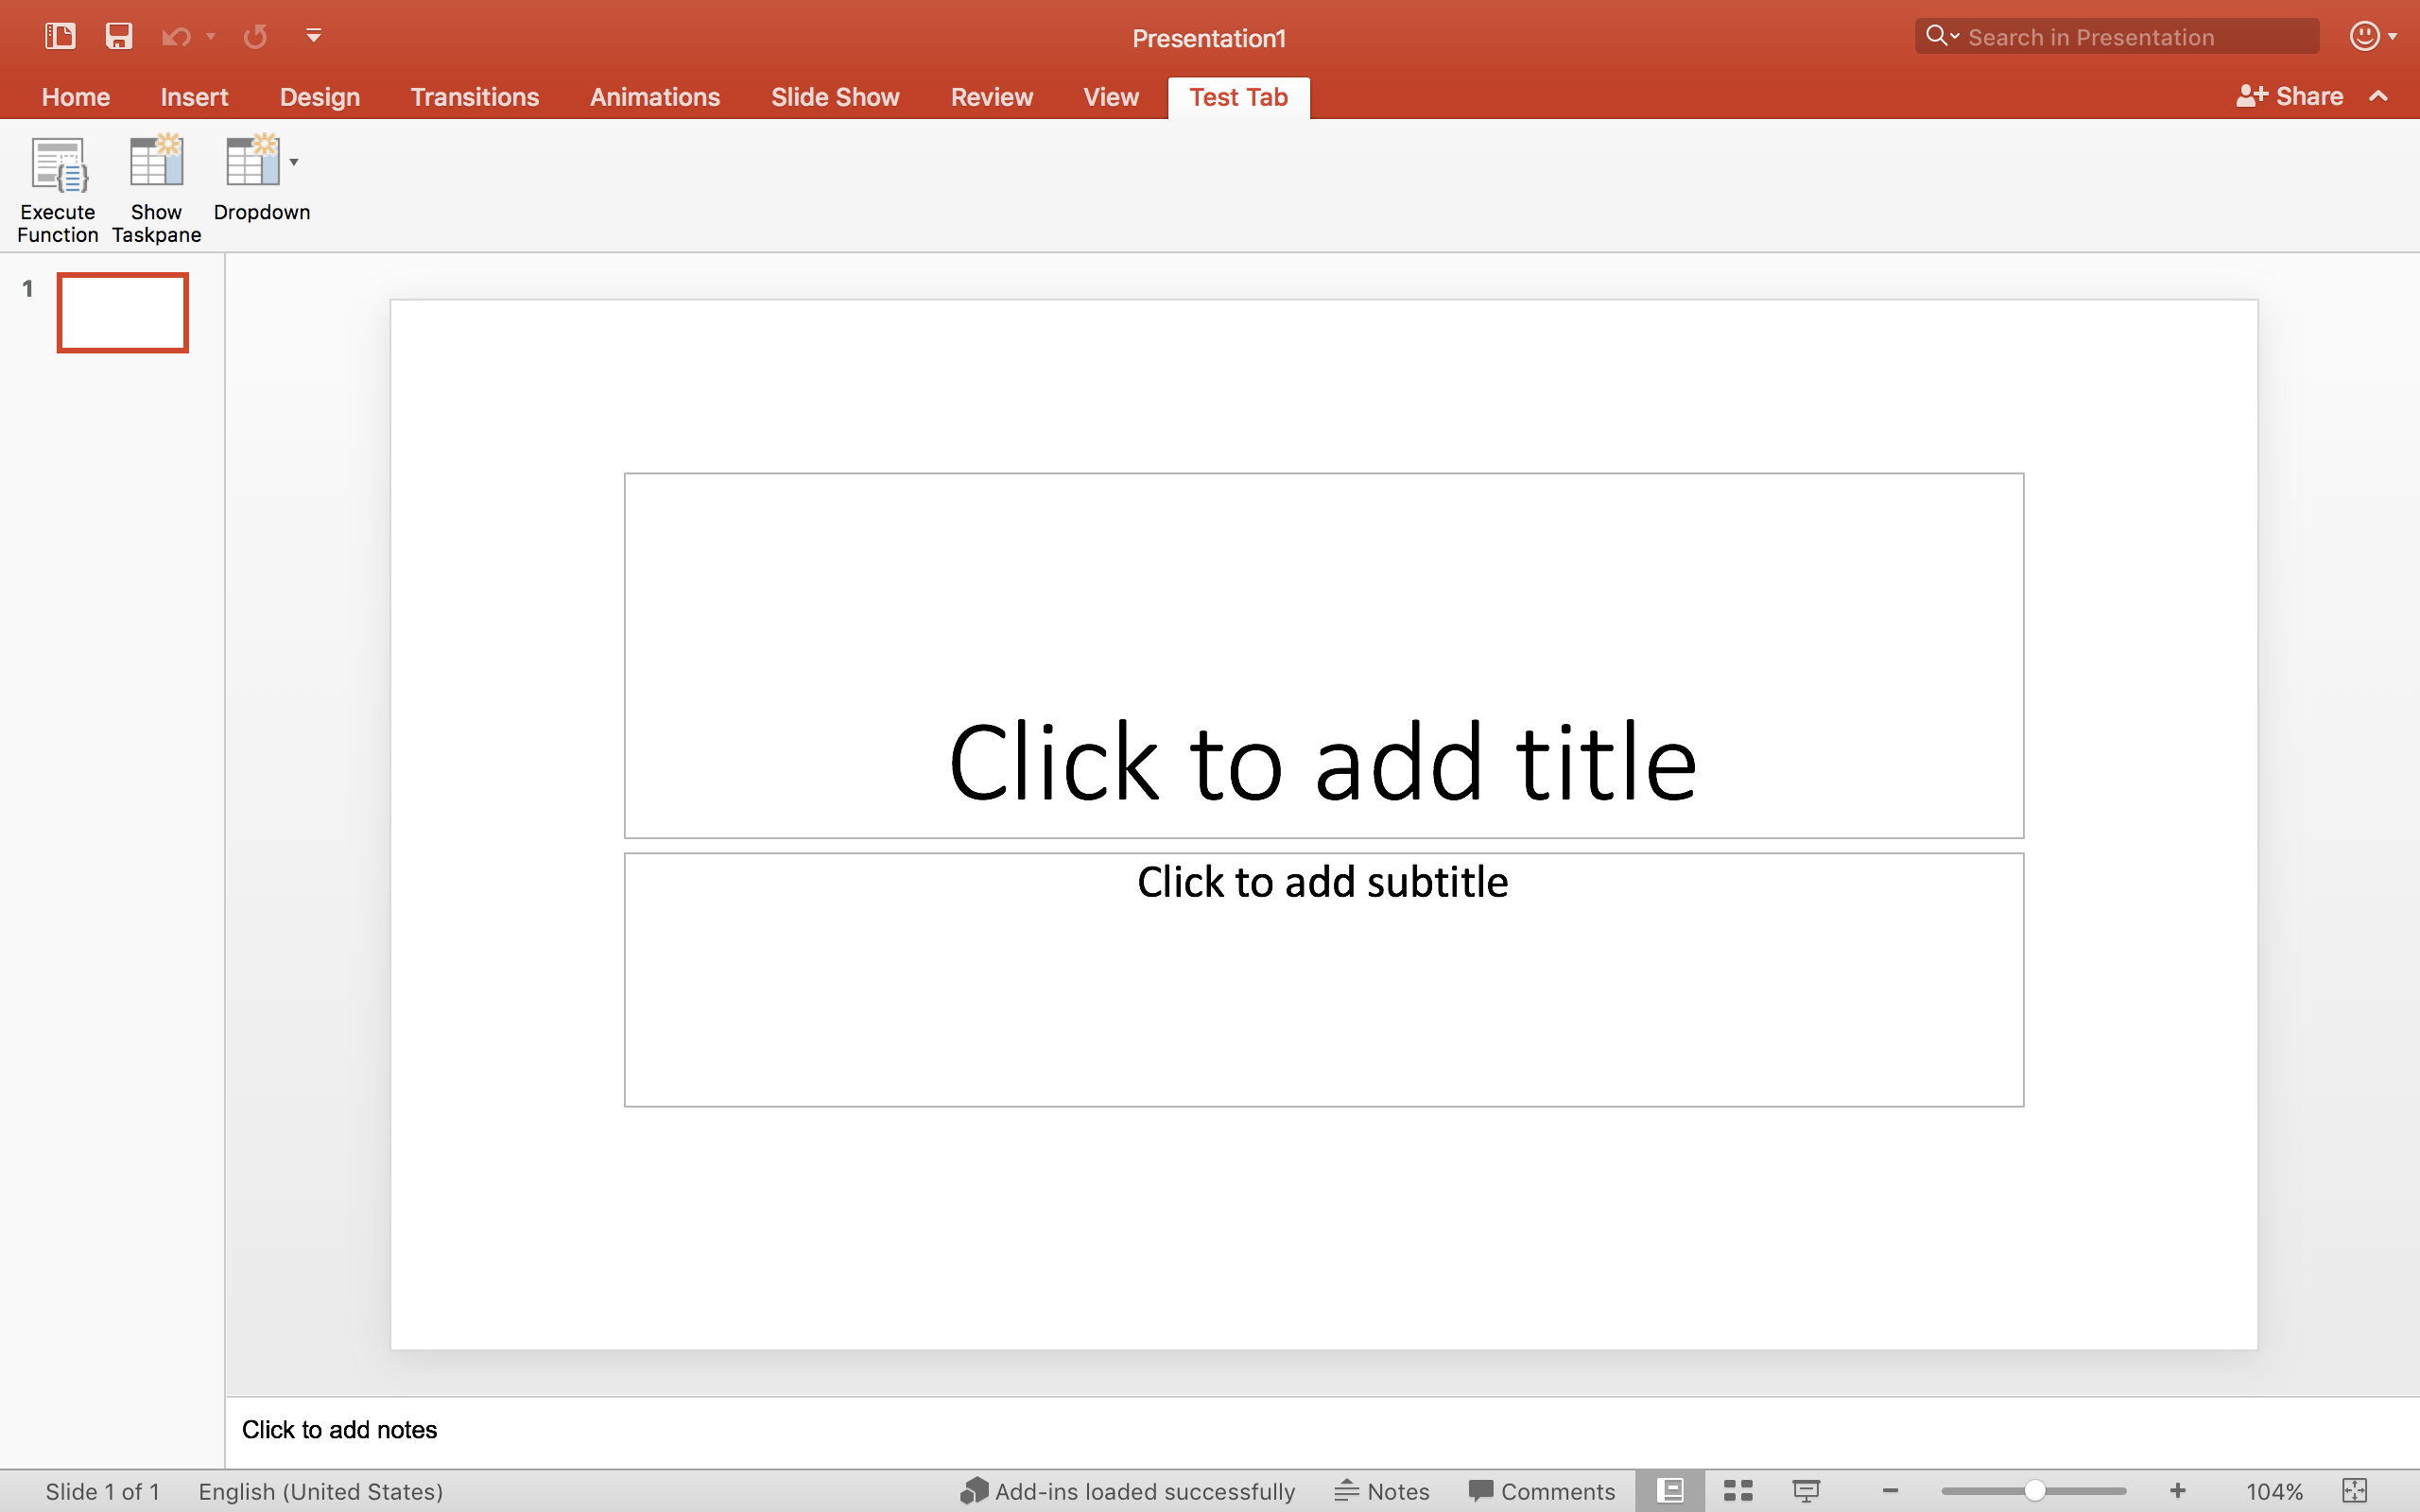 Presentation1
Search in Presentation
Home Insert Design Transitions Animations Slide Show Review View Test Tab Share
Execute Function
Show Taskpane
Dropdown
1
Click to add title
Click to add subtitle
Click to add notes
Slide 1 of 1 English (United States) Add-ins loaded successfully Notes Comments 104%